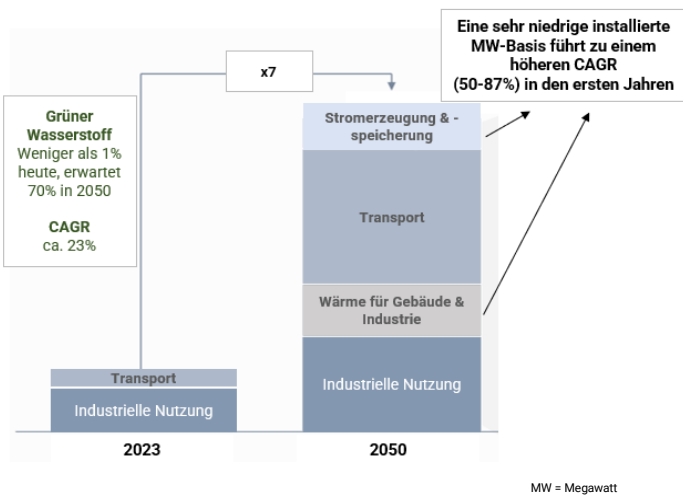 Eine sehr niedrige installierte
MW-Basis führt zu einem
höheren CAGR
(50-87%) in den ersten Jahren
x7
Grüner
Wasserstoff
Weniger als 1%
heute, erwartet
70% in 2050
CAGR
ca. 23%
Stromerzeugung & -
speicherung
Transport
Wärme für Gebäude &
Industrie
Industrielle Nutzung
Transport
Industrielle Nutzung
2023
2050
MW = Megawatt